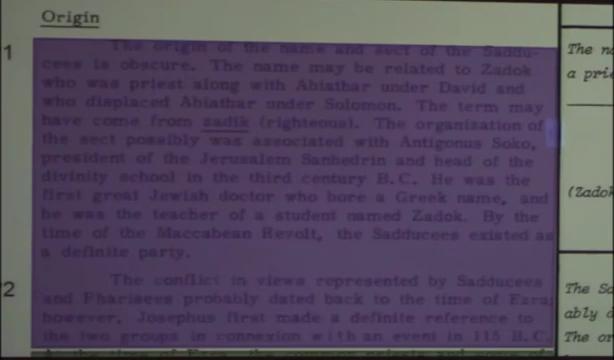 Origin
1
The origin of the name and sect of the Saddu-
cees is obscure. The name may be related to Zadok
who was priest along with Abiathar under David and
who displaced Abiathar under Solomon. The term may
have come from zadik (righteous). The organization of
the sect possibly was associated with Antigonus Soko,
president of the Jerusalem Sanhedrin and head of the
divinity school in the third century B.C. He was the
first great Jewish doctor who bore a Greek name, and
he was the teacher of a student named Zadok. By the
time of the Maccabean Revolt, the Sadducees existed as
a definite party.
2
The conflict in views represented by Sadducees
and Pharisees probably dated back to the time of Ezra;
however, Josephus first made a definite reference to
the two groups in connexion with an event in 115 B.C.
The na
a prie
(Zadok
The Sa
ably d
The or